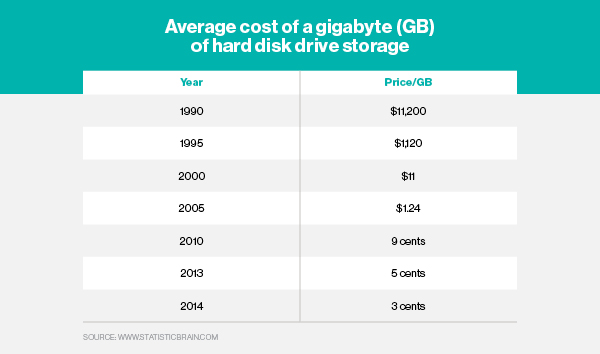 Average cost of a gigabyte (GB)
of hard disk drive storage
Year Price/GB
1990 $11,200
1995 $1,120
2000 $11
2005 $1.24
2010 9 cents
2013 5 cents
2014 3 cents
SOURCE: WWW.STATISTICBRAIN.COM